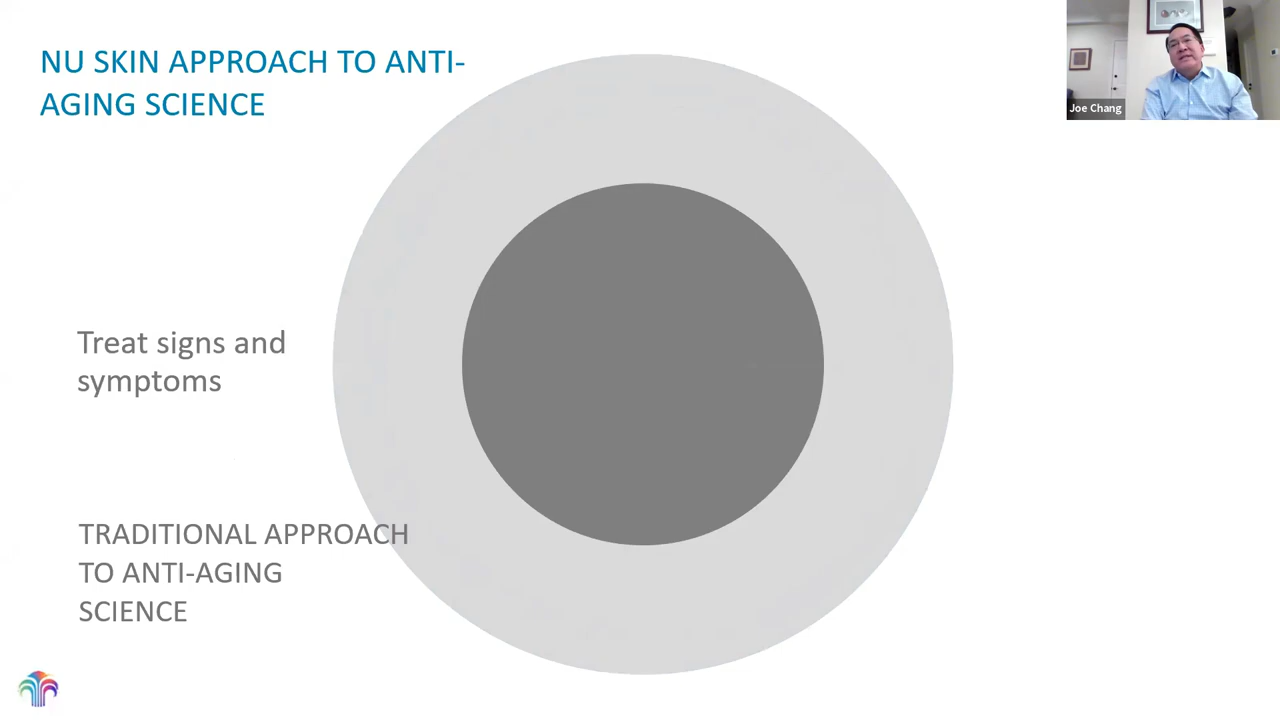 NU SKIN APPROACH TO ANTI-
AGING SCIENCE
Joe Chang
Treat signs and
symptoms
TRADITIONAL APPROACH
TO ANTI-AGING
SCIENCE